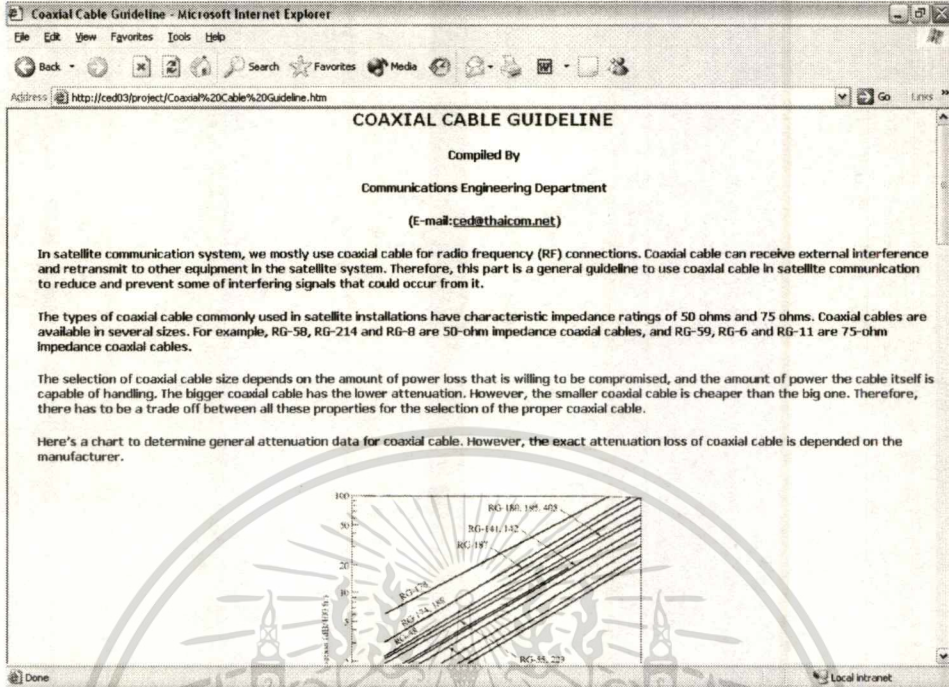 Coaxial Cable Guideline - Microsoft Internet Explorer
File Edit View Favorites Tools Help
Back Search Favorites Media
Address http://ced03/project/Coaxial%20Cable%20Guideline.htm Go Links »
COAXIAL CABLE GUIDELINE
Compiled By
Communications Engineering Department
(E-mail:ced@thaicom.net)
In satellite communication system, we mostly use coaxial cable for radio frequency (RF) connections. Coaxial cable can receive external interference
and retransmit to other equipment in the satellite system. Therefore, this part is a general guideline to use coaxial cable in satellite communication
to reduce and prevent some of interfering signals that could occur from it.
The types of coaxial cable commonly used in satellite installations have characteristic impedance ratings of 50 ohms and 75 ohms. Coaxial cables are
available in several sizes. For example, RG-58, RG-214 and RG-8 are 50-ohm impedance coaxial cables, and RG-59, RG-6 and RG-11 are 75-ohm
impedance coaxial cables.
The selection of coaxial cable size depends on the amount of power loss that is willing to be compromised, and the amount of power the cable itself is
capable of handling. The bigger coaxial cable has the lower attenuation. However, the smaller coaxial cable is cheaper than the big one. Therefore,
there has to be a trade off between all these properties for the selection of the proper coaxial cable.
Here's a chart to determine general attenuation data for coaxial cable. However, the exact attenuation loss of coaxial cable is depended on the
manufacturer.
100
RG-180, 195, 403
50
RG-141, 142
RG-187
20
RG-178
10
RG-174, 188
5
RG-55, 223
Done Local intranet